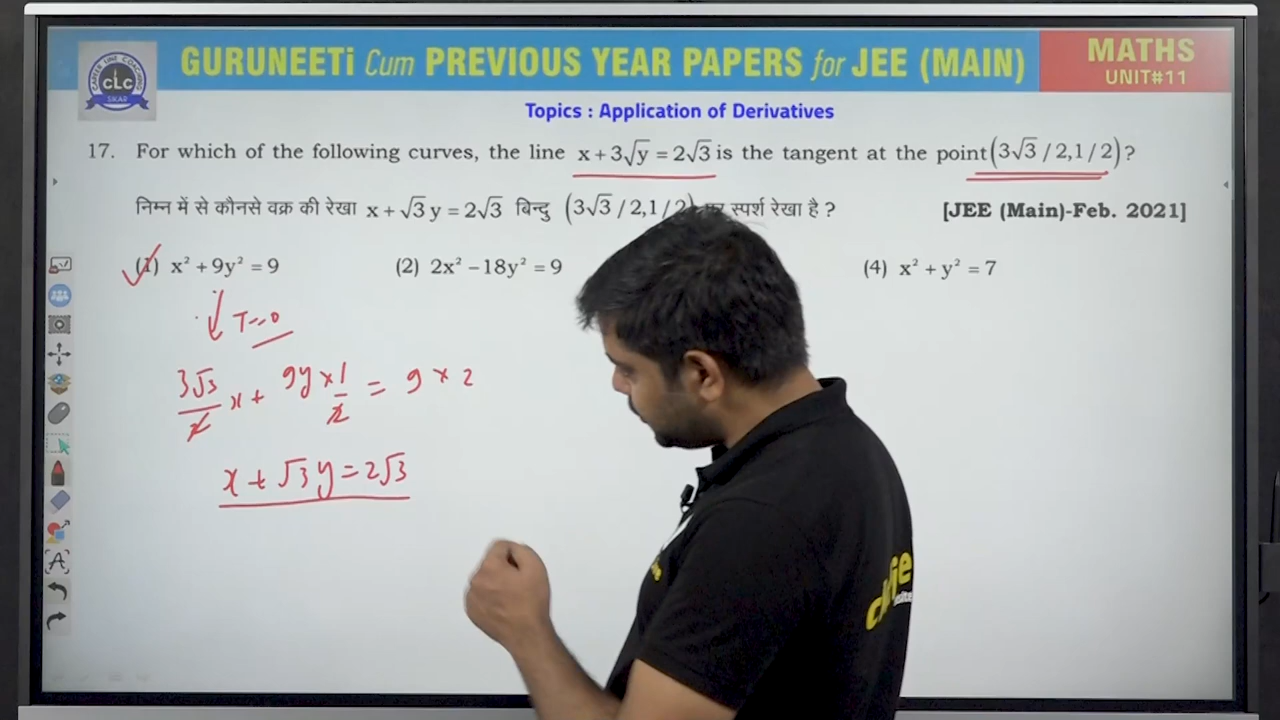 GURUNEETi Cum PREVIOUS YEAR PAPERS for JEE (MAIN)
MATHS
UNIT#11
CLC
SIKAR
Topics : Application of Derivatives
17. For which of the following curves, the line x + 3√y = 2√3 is the tangent at the point (3√3 / 2, 1 / 2) ?
निम्न में से कौनसे वक्र की रेखा x + √3 y = 2√3 बिन्दु (3√3 / 2, 1 / 2) पर स्पर्श रेखा है ?
[JEE (Main)-Feb. 2021]
(1) x² + 9y² = 9 (2) 2x² − 18y² = 9 (4) x² + y² = 7
T=0
3√3/2 x + 9y × 1/2 = 9 × 2
x + √3 y = 2√3
A